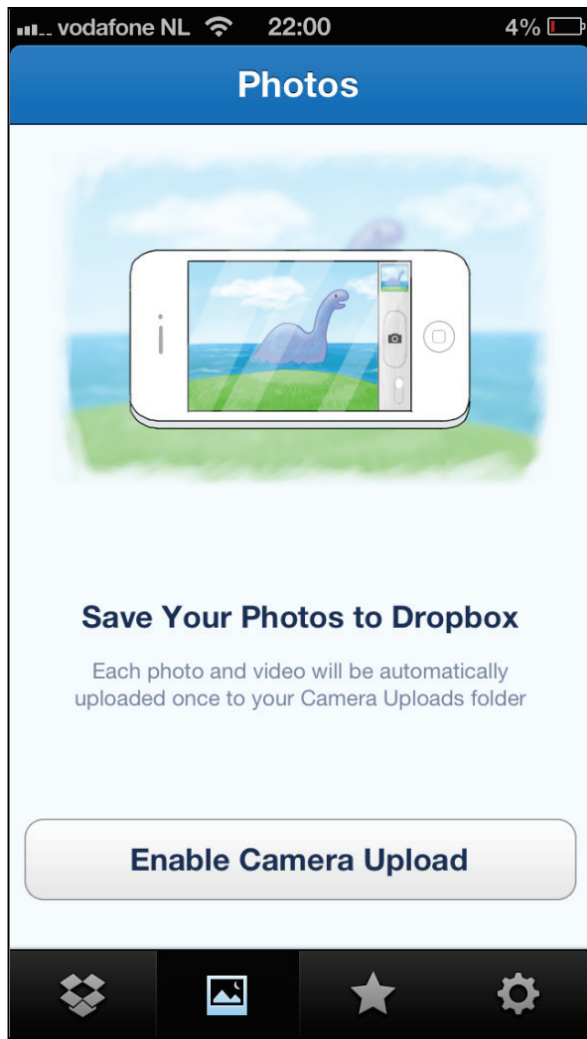 vodafone NL 22:00 4%
Photos
Save Your Photos to Dropbox
Each photo and video will be automatically
uploaded once to your Camera Uploads folder
Enable Camera Upload